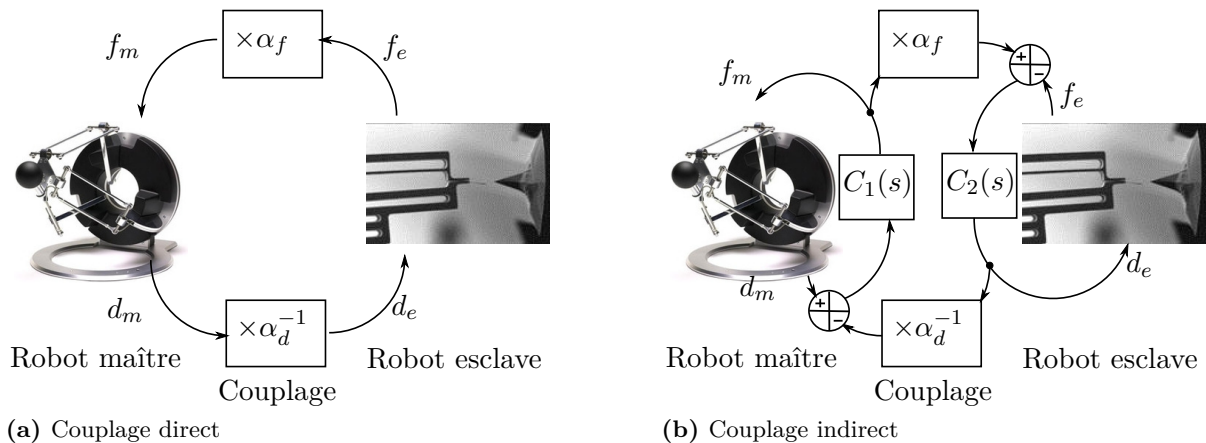 ×α_f
f_m
f_e
d_m
d_e
×α_d^{-1}
Robot maître
Robot esclave
Couplage
(a) Couplage direct
×α_f
+
−
f_m
f_e
C_1(s)
C_2(s)
d_m
d_e
+
−
×α_d^{-1}
Robot maître
Robot esclave
Couplage
(b) Couplage indirect